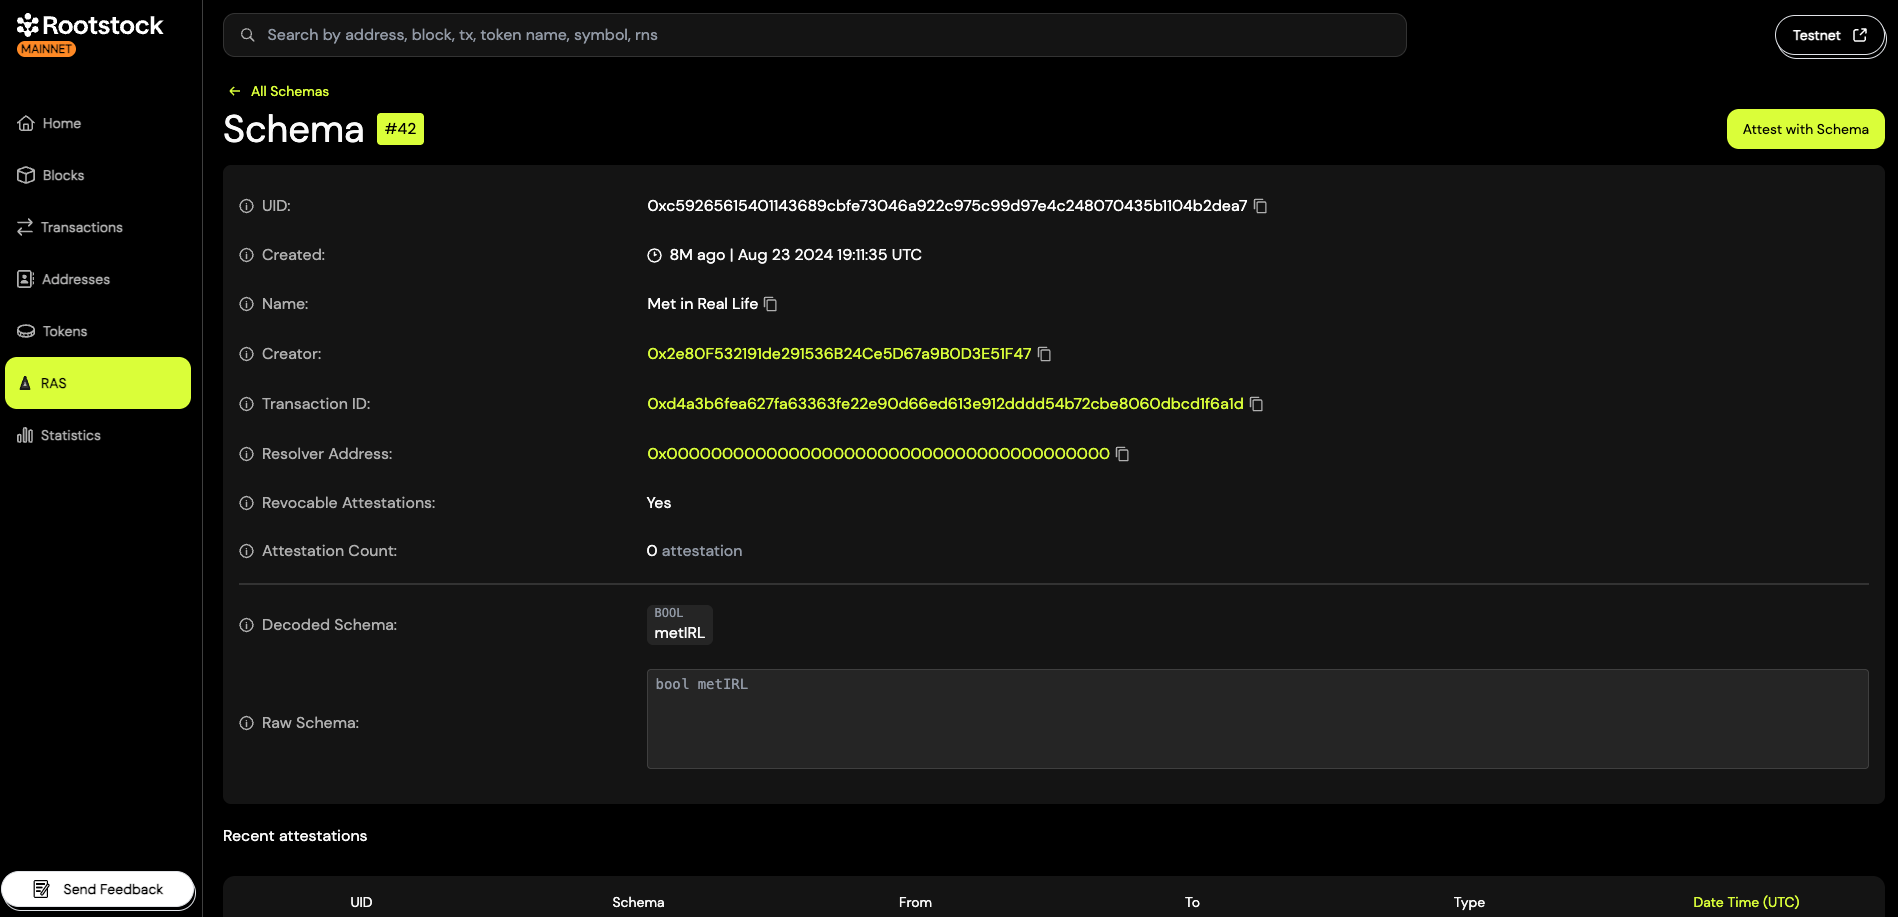 Rootstock
MAINNET
Search by address, block, tx, token name, symbol, rns
Testnet
Home
Blocks
Transactions
Addresses
Tokens
RAS
Statistics
Send Feedback
All Schemas
Schema #42
Attest with Schema
UID: 0xc59265615401143689cbfe73046a922c975c99d97e4c248070435b1104b2dea7
Created: 8M ago | Aug 23 2024 19:11:35 UTC
Name: Met in Real Life
Creator: 0x2e80F532191de291536B24Ce5D67a9B0D3E51F47
Transaction ID: 0xd4a3b6fea627fa63363fe22e90d66ed613e912dddd54b72cbe8060dbcd1f6a1d
Resolver Address: 0x0000000000000000000000000000000000000000
Revocable Attestations: Yes
Attestation Count: 0 attestation
Decoded Schema: BOOL
metIRL
Raw Schema: bool metIRL
Recent attestations
UID Schema From To Type Date Time (UTC)